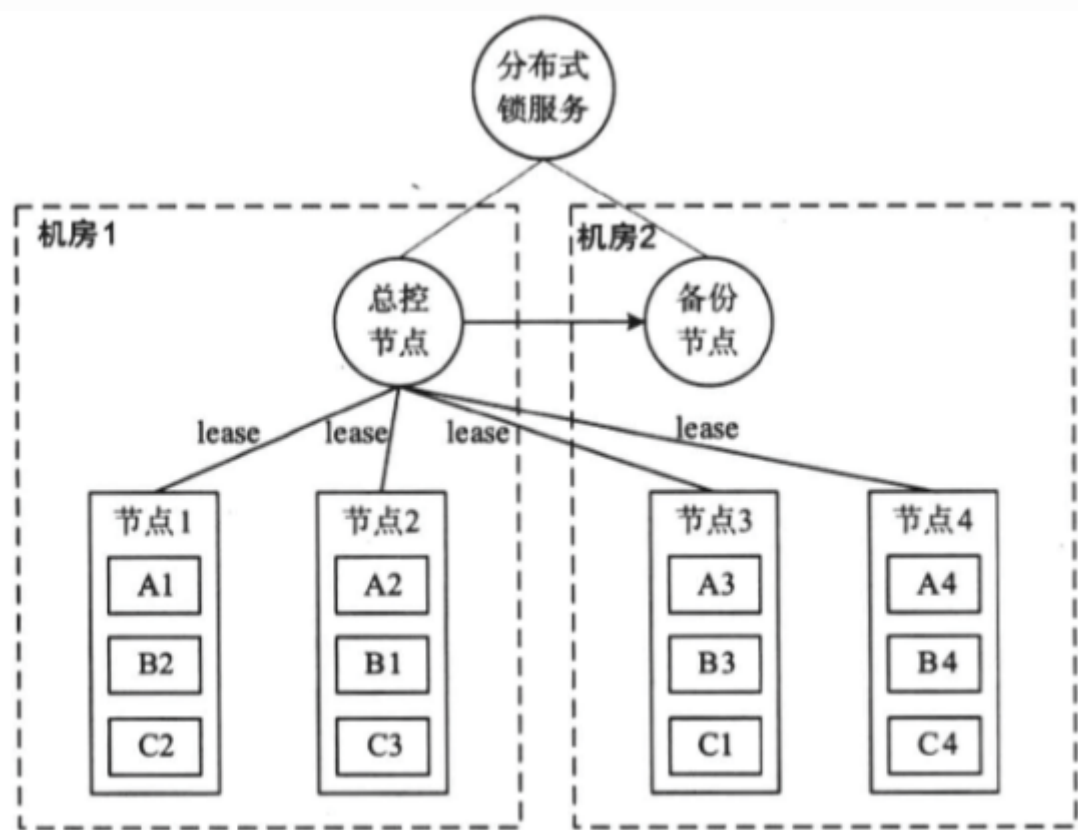 分布式
锁服务
机房1
机房2
总控
节点
备份
节点
lease
lease
lease
lease
节点1
节点2
节点3
节点4
A1
A2
A3
A4
B2
B1
B3
B4
C2
C3
C1
C4